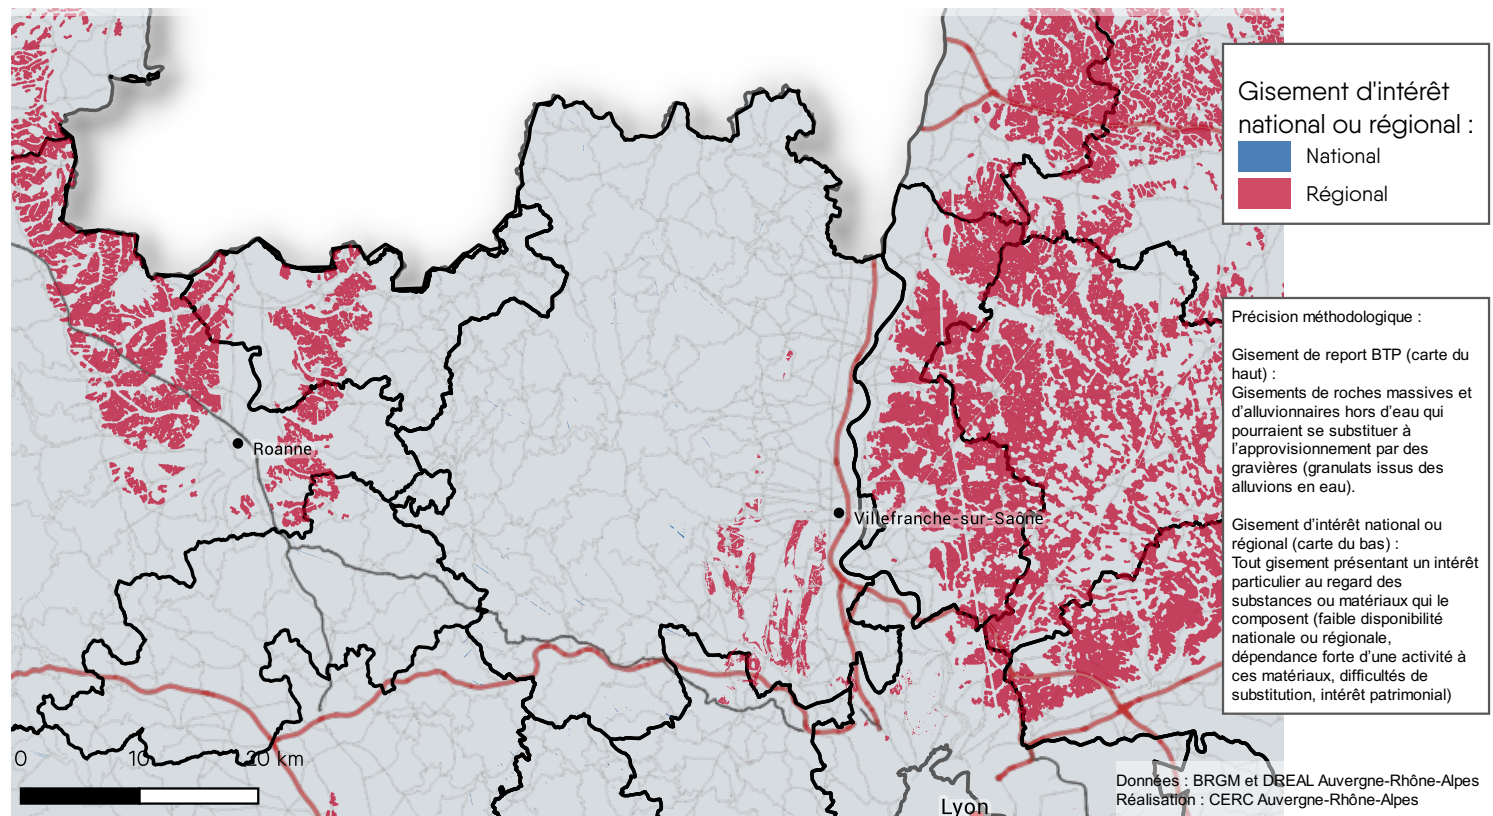 Gisement d'intérêt
national ou régional :
National
Régional
Précision méthodologique :
Gisement de report BTP (carte du
haut) :
Gisements de roches massives et
d'alluvionnaires hors d'eau qui
pourraient se substituer à
l'approvisionnement par des
gravières (granulats issus des
alluvions en eau).
Gisement d'intérêt national ou
régional (carte du bas) :
Tout gisement présentant un intérêt
particulier au regard des
substances ou matériaux qui le
composent (faible disponibilité
nationale ou régionale,
dépendance forte d'une activité à
ces matériaux, difficultés de
substitution, intérêt patrimonial)
Roanne
Villefranche-sur-Saône
Lyon
0 10 20 km
Données : BRGM et DREAL Auvergne-Rhône-Alpes
Réalisation : CERC Auvergne-Rhône-Alpes